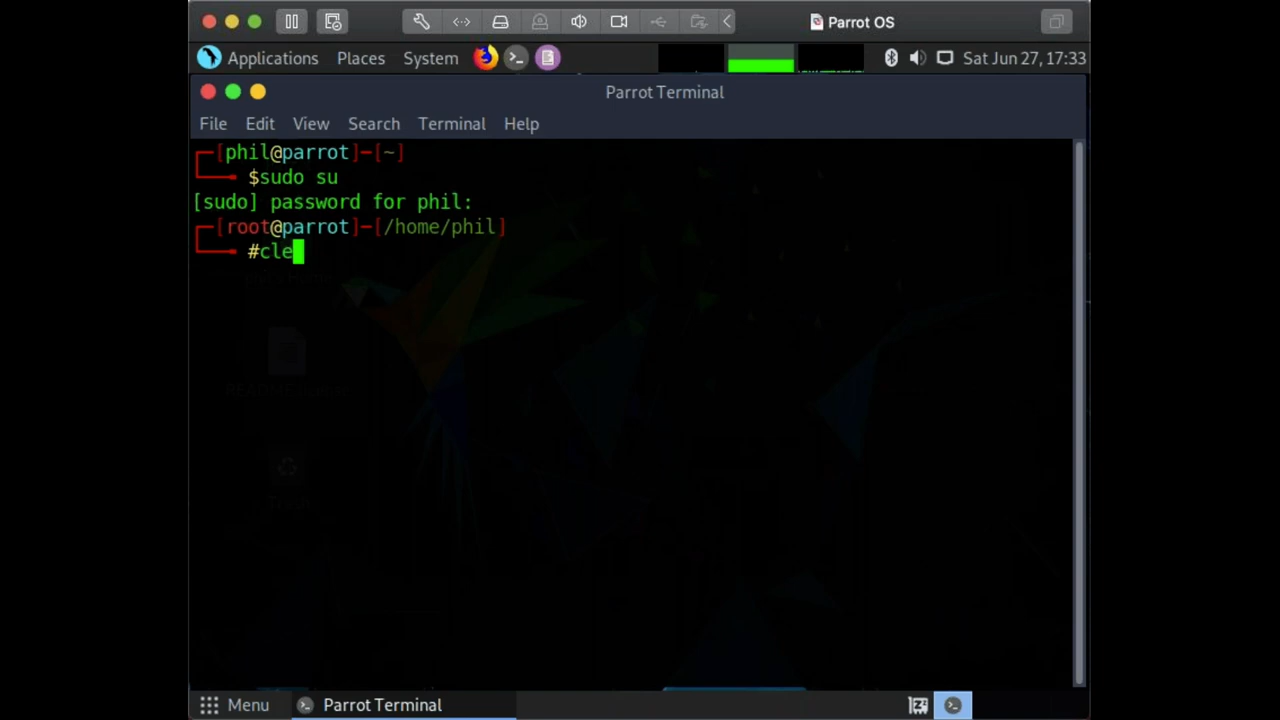 Parrot OS
Applications Places System Sat Jun 27, 17:33
Parrot Terminal
File Edit View Search Terminal Help
[phil@parrot]─[~]
$sudo su
[sudo] password for phil:
[root@parrot]─[/home/phil]
#cle
Menu Parrot Terminal